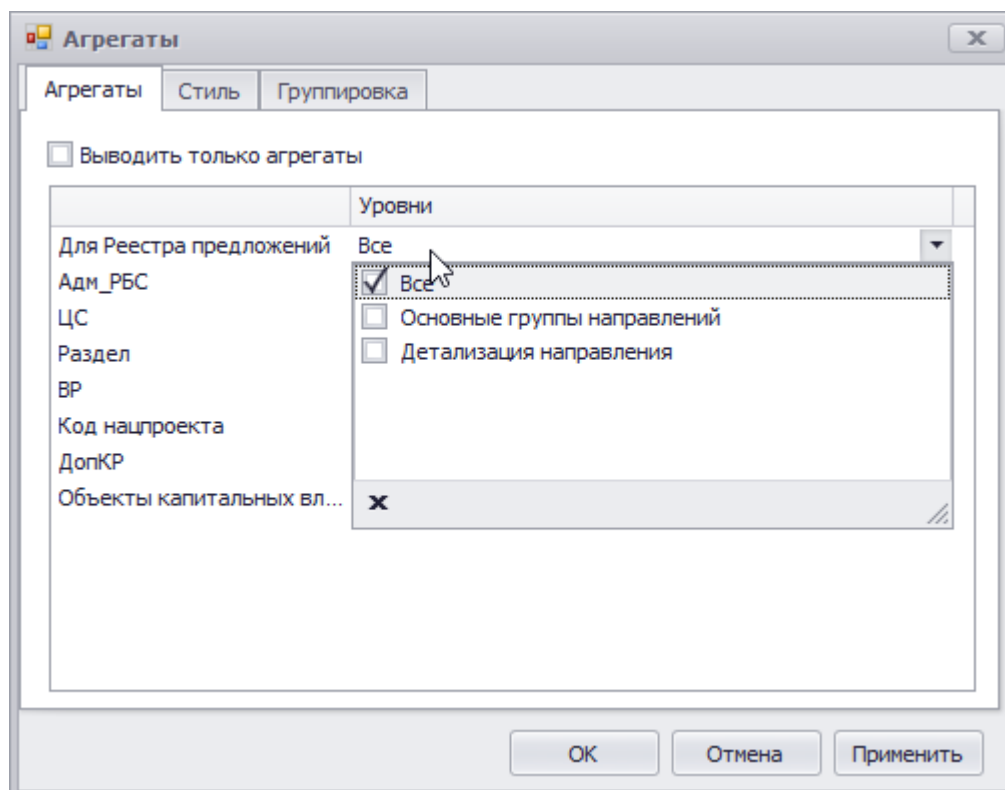 Агрегаты
Агрегаты Стиль Группировка
Выводить только агрегаты
Уровни
Для Реестра предложений Все
Адм_РБС
Все
ЦС
Основные группы направлений
Раздел
Детализация направления
ВР
Код нацпроекта
ДопКР
Объекты капитальных вл...
ОК Отмена Применить